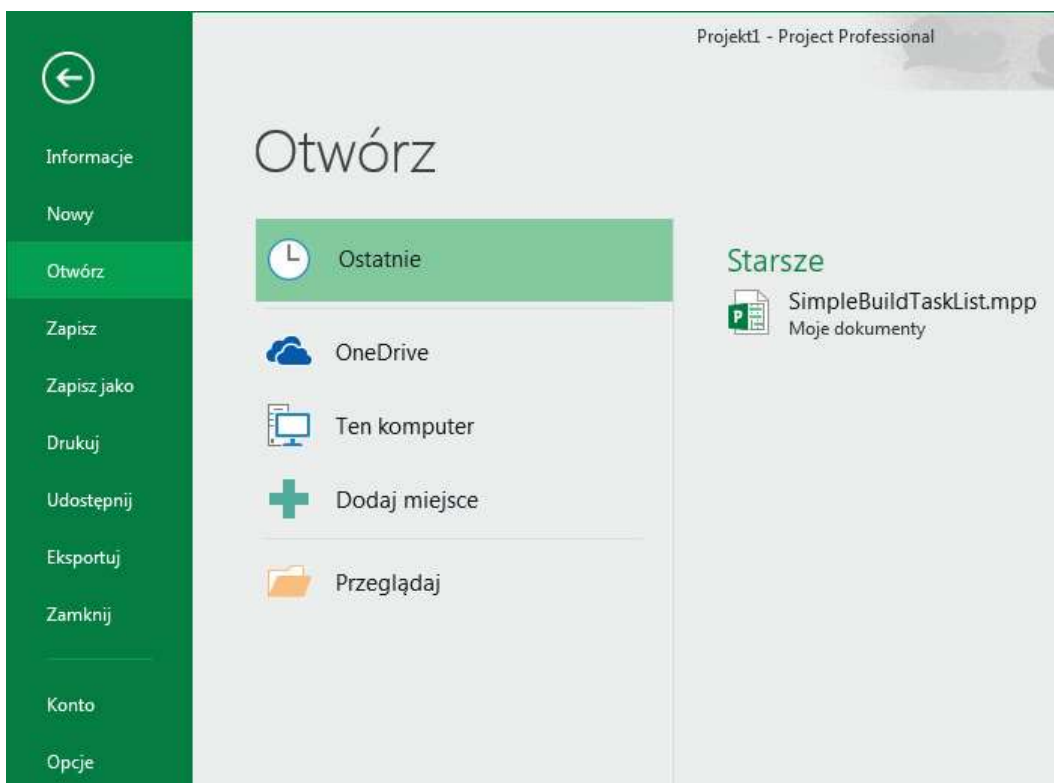 Projekt1 - Project Professional
Informacje
Nowy
Otwórz
Zapisz
Zapisz jako
Drukuj
Udostępnij
Eksportuj
Zamknij
Konto
Opcje
Otwórz
Ostatnie
OneDrive
Ten komputer
Dodaj miejsce
Przeglądaj
Starsze
SimpleBuildTaskList.mpp
Moje dokumenty